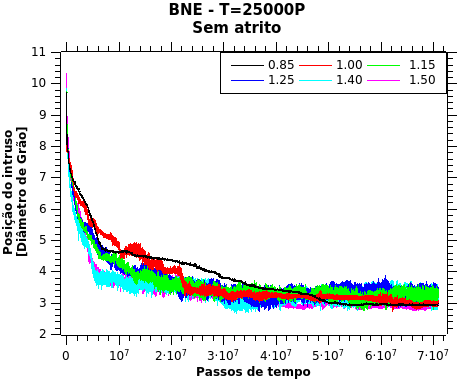 BNE - T=25000P
Sem atrito
0.85 1.00 1.15
1.25 1.40 1.50
Posição do intruso
[Diâmetro de Grão]
11
10
9
8
7
6
5
4
3
2
0 10⁷ 2·10⁷ 3·10⁷ 4·10⁷ 5·10⁷ 6·10⁷ 7·10⁷
Passos de tempo